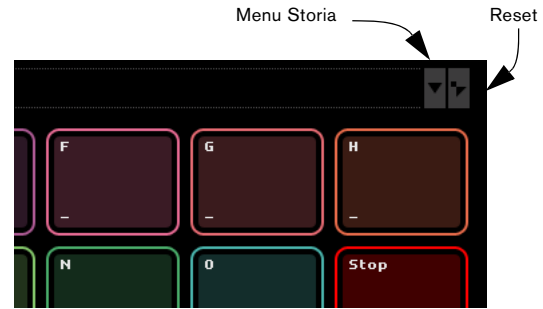 Menu Storia Reset
F G H
_ _ _
N O Stop